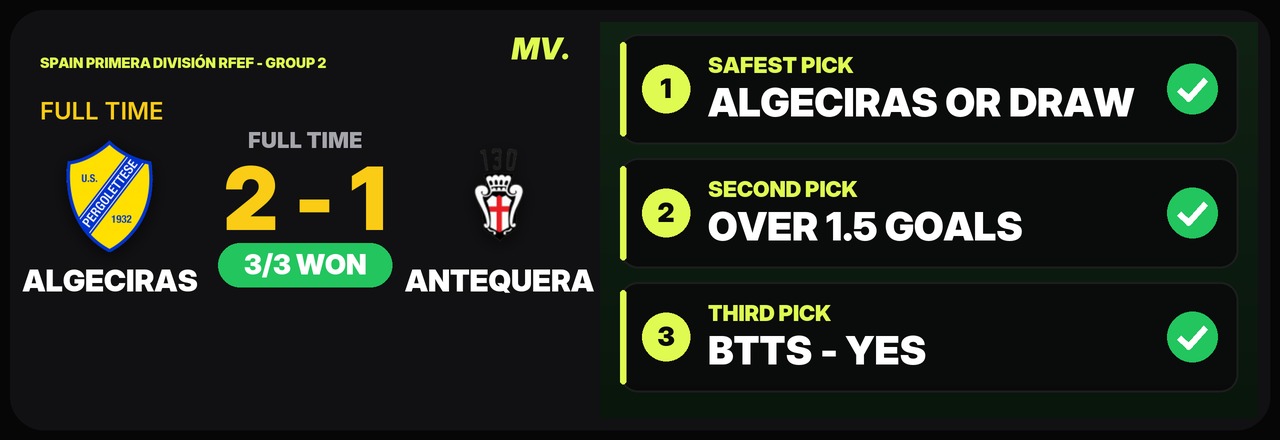 SPAIN PRIMERA DIVISIÓN RFEF - GROUP 2
MV.
FULL TIME
FULL TIME
U.S.
PERGOLETTESE
1932
2 - 1
3/3 WON
130
ALGECIRAS
ANTEQUERA
1
SAFEST PICK
ALGECIRAS OR DRAW
2
SECOND PICK
OVER 1.5 GOALS
3
THIRD PICK
BTTS - YES